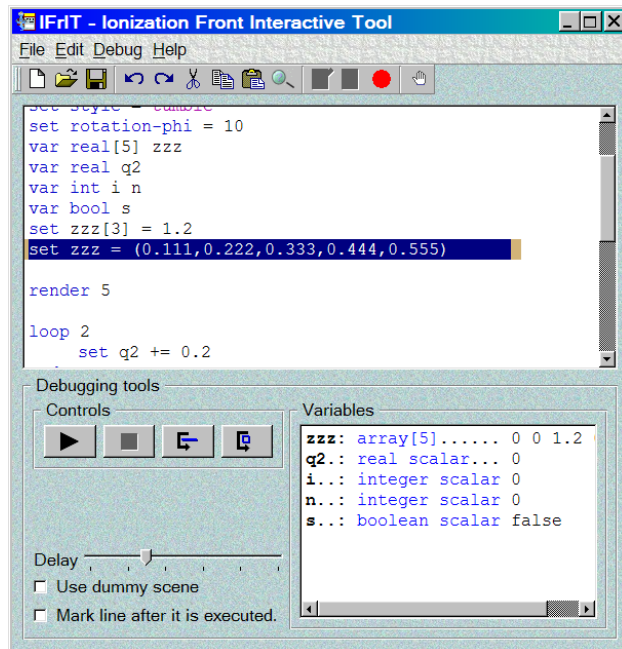 IFrIT - Ionization Front Interactive Tool
File Edit Debug Help
set style = tumble
set rotation-phi = 10
var real[5] zzz
var real q2
var int i n
var bool s
set zzz[3] = 1.2
set zzz = (0.111,0.222,0.333,0.444,0.555)
render 5
loop 2
set q2 += 0.2
Debugging tools
Controls
Variables
zzz: array[5]...... 0 0 1.2
q2.: real scalar... 0
i..: integer scalar 0
n..: integer scalar 0
s..: boolean scalar false
Delay
Use dummy scene
Mark line after it is executed.